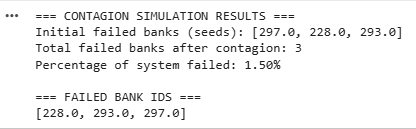 === CONTAGION SIMULATION RESULTS ===
Initial failed banks (seeds): [297.0, 228.0, 293.0]
Total failed banks after contagion: 3
Percentage of system failed: 1.50%
=== FAILED BANK IDS ===
[228.0, 293.0, 297.0]